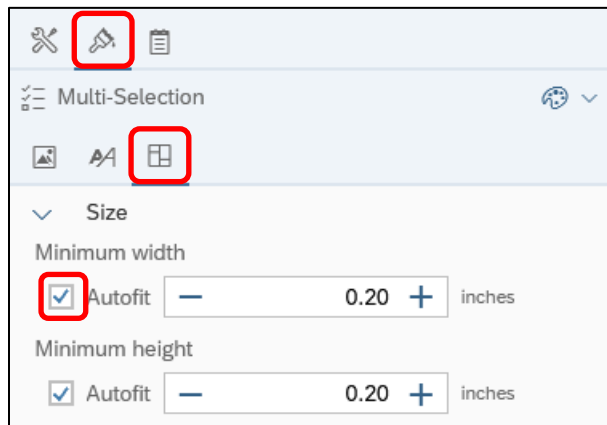 Multi-Selection
Size
Minimum width
Autofit 0.20 inches
Minimum height
Autofit 0.20 inches